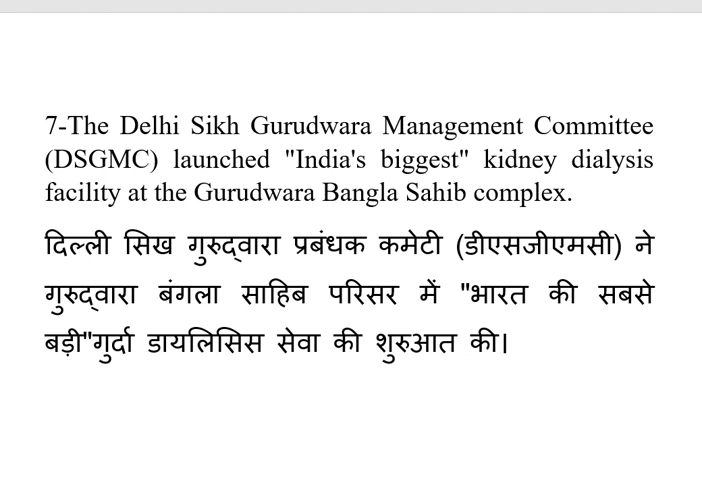 7-The Delhi Sikh Gurudwara Management Committee
(DSGMC) launched "India's biggest" kidney dialysis
facility at the Gurudwara Bangla Sahib complex.
दिल्ली सिख गुरुद्वारा प्रबंधक कमेटी (डीएसजीएमसी) ने
गुरुद्वारा बंगला साहिब परिसर में "भारत की सबसे
बड़ी"गुर्दा डायलिसिस सेवा की शुरुआत की।